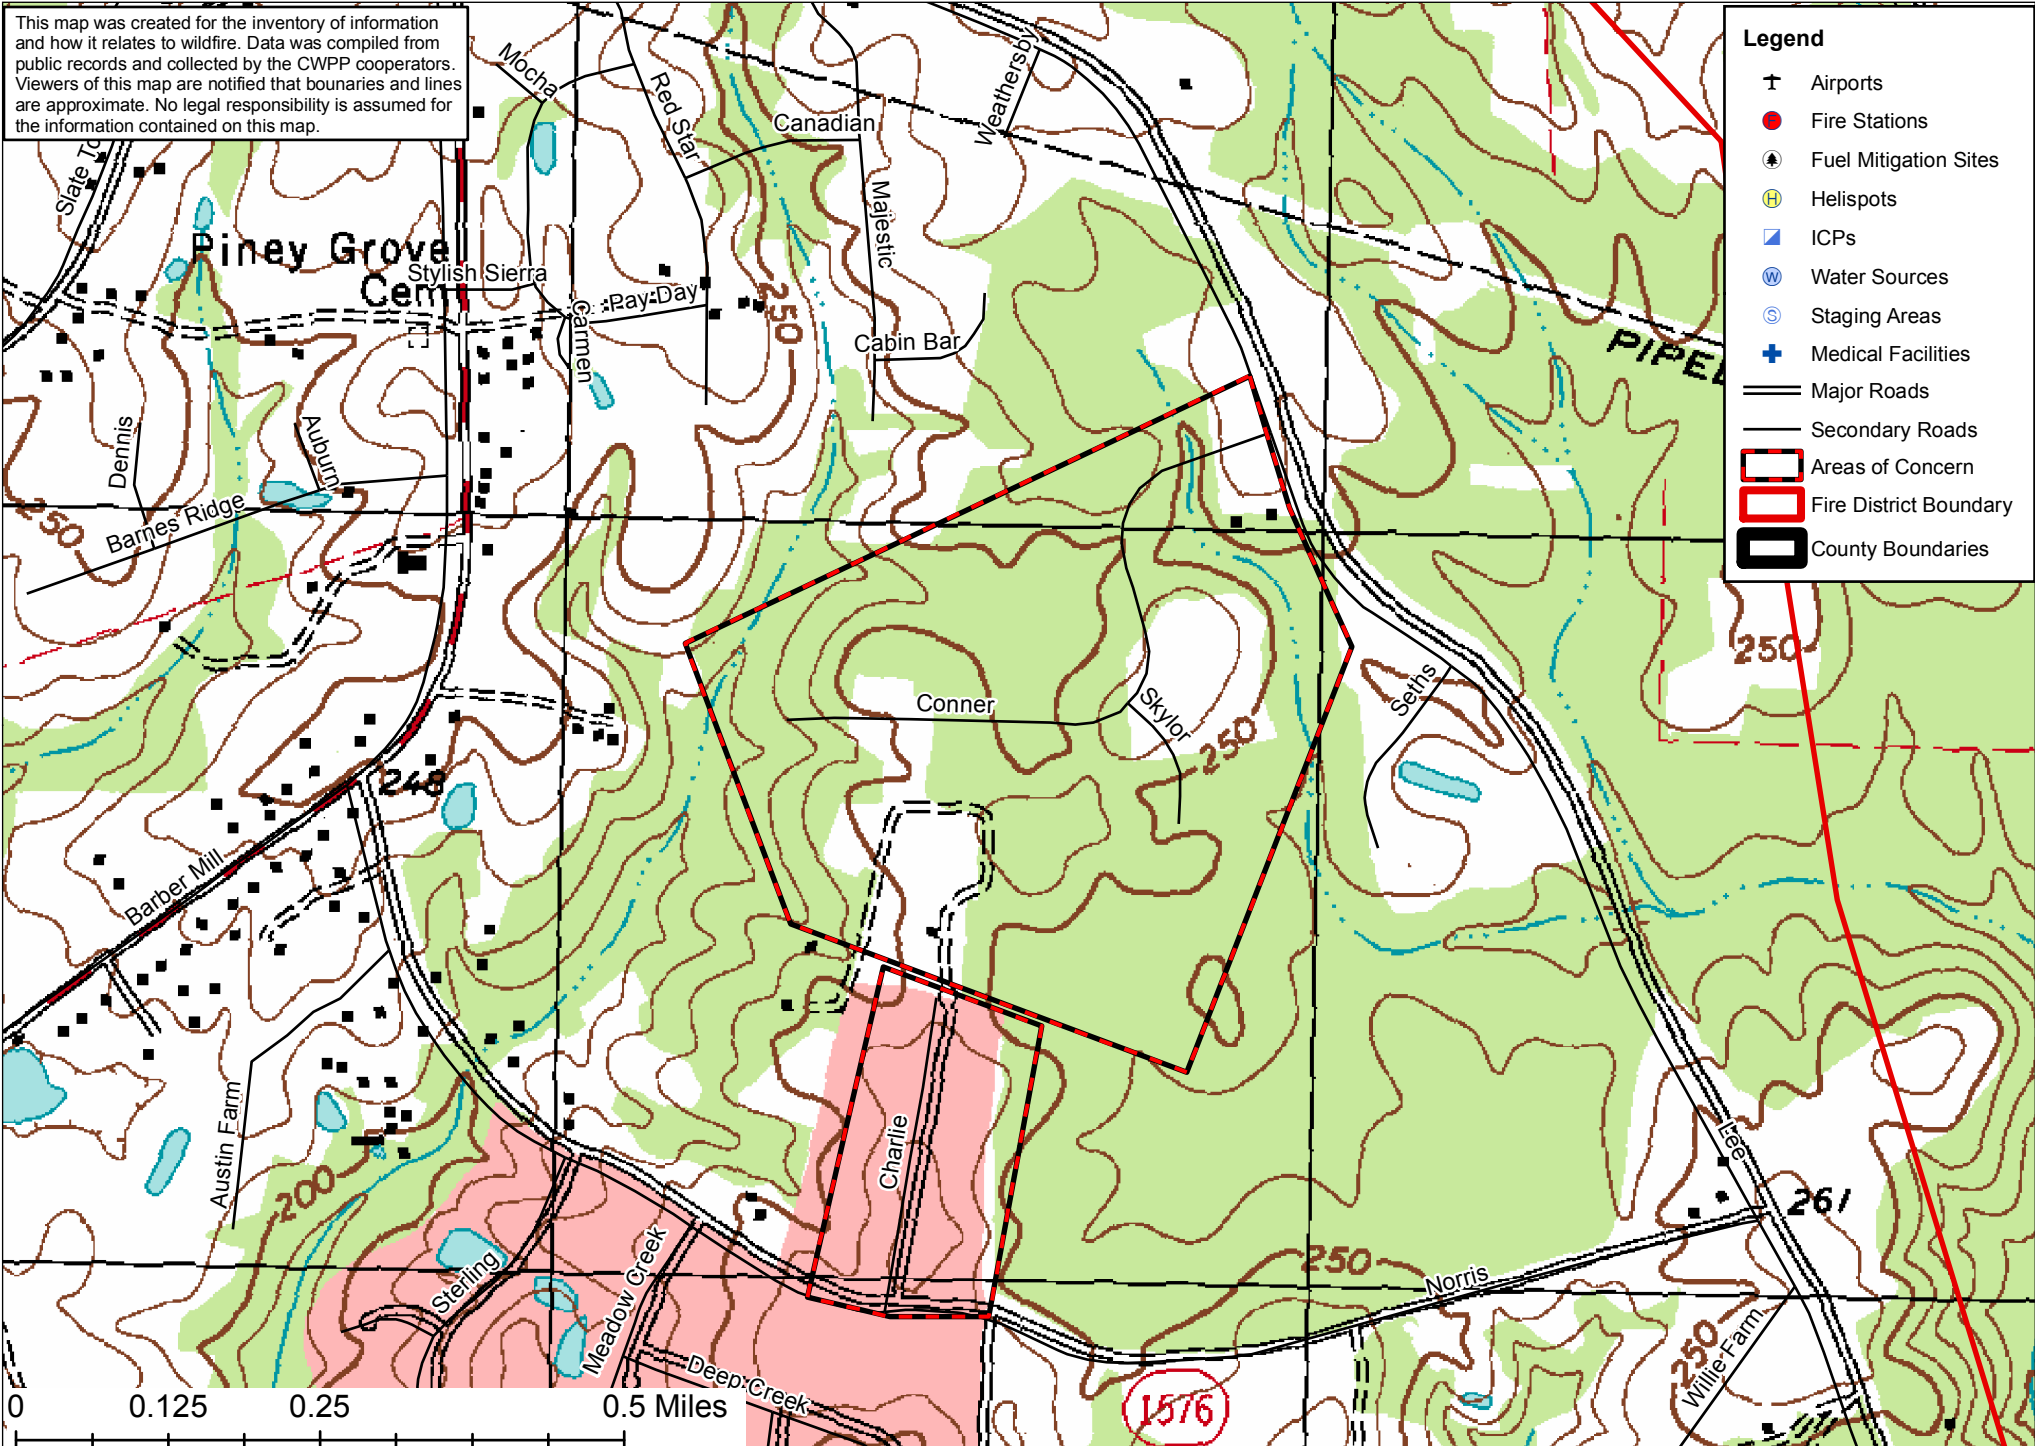 This map was created for the inventory of information
and how it relates to wildfire. Data was compiled from
public records and collected by the CWPP cooperators.
Viewers of this map are notified that bounaries and lines
are approximate. No legal responsibility is assumed for
the information contained on this map.
Legend
Airports
F Fire Stations
Fuel Mitigation Sites
H Helispots
ICPs
W Water Sources
S Staging Areas
Medical Facilities
Major Roads
Secondary Roads
Areas of Concern
Fire District Boundary
County Boundaries
Mocha
Red Star
Canadian
Weathersby
Majestic
Piney Grove
Cem
Stylish Sierra
Pay Day
Carmen
250
Cabin Bar
Dennis
Auburn
Barnes Ridge
250
250
Conner
Skylor
250
Seths
248
Barber Mill
Austin Farm
200
Charlie
Lee
261
Sterling
Meadow Creek
Deep Creek
250
Norris
250
Willie Farm
1576
0 0.125 0.25 0.5 Miles